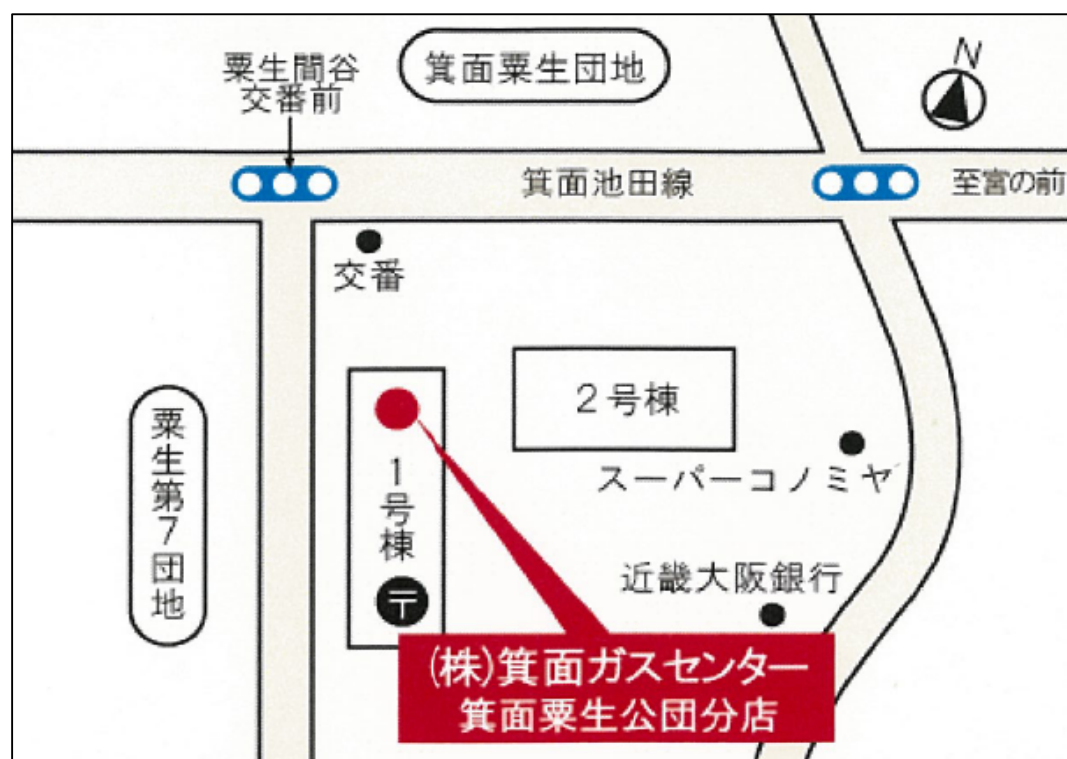 箕面粟生団地
N
粟生間谷
交番前
箕面池田線
至宮の前
交番
2号棟
1号棟
〒
粟生第7団地
スーパーコノミヤ
近畿大阪銀行
(株)箕面ガスセンター
箕面粟生公団分店